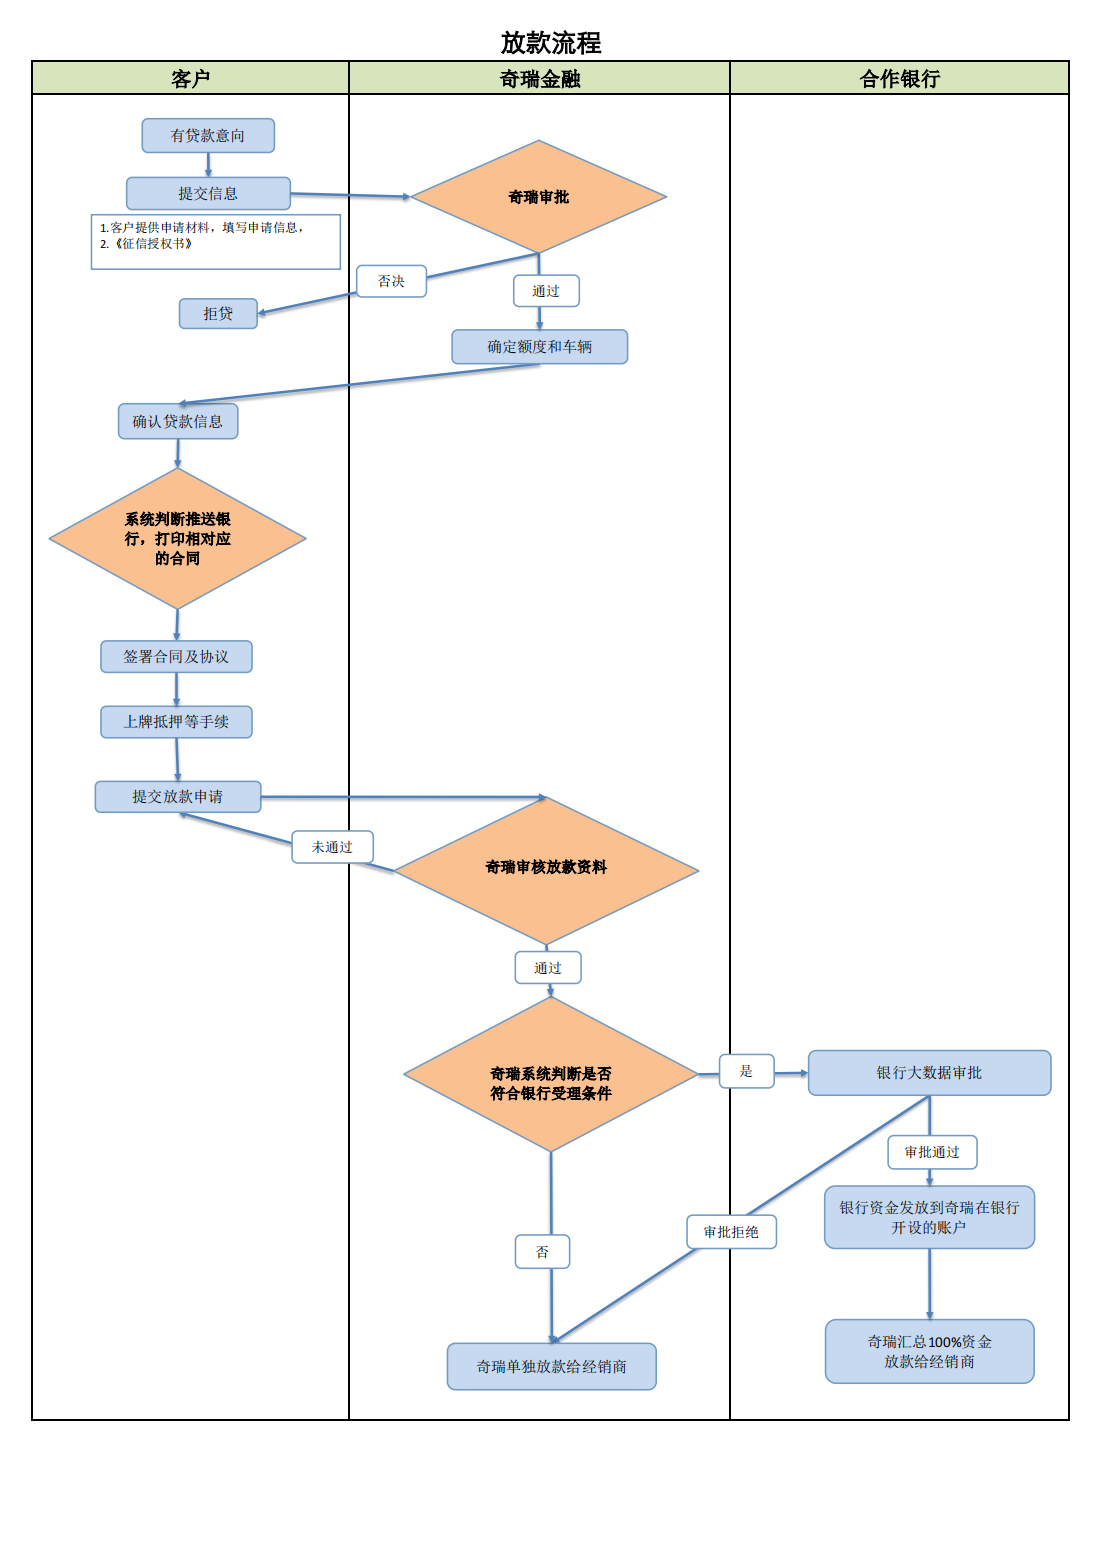 放款流程
客户
奇瑞金融
合作银行
有贷款意向
提交信息
奇瑞审批
1.客户提供申请材料，填写申请信息，
2.《征信授权书》
否决
通过
拒贷
确定额度和车辆
确认贷款信息
系统判断推送银
行，打印相对应
的合同
签署合同及协议
上牌抵押等手续
提交放款申请
未通过
奇瑞审核放款资料
通过
奇瑞系统判断是否
符合银行受理条件
是
银行大数据审批
审批通过
银行资金发放到奇瑞在银行
开设的账户
审批拒绝
否
奇瑞汇总100%资金
放款给经销商
奇瑞单独放款给经销商